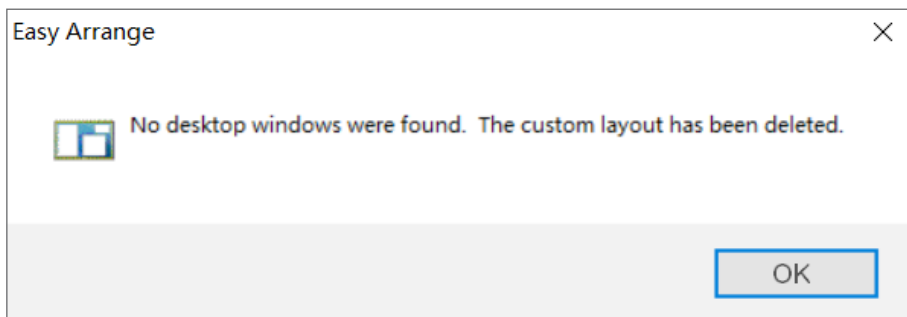 Easy Arrange
No desktop windows were found.  The custom layout has been deleted.
OK